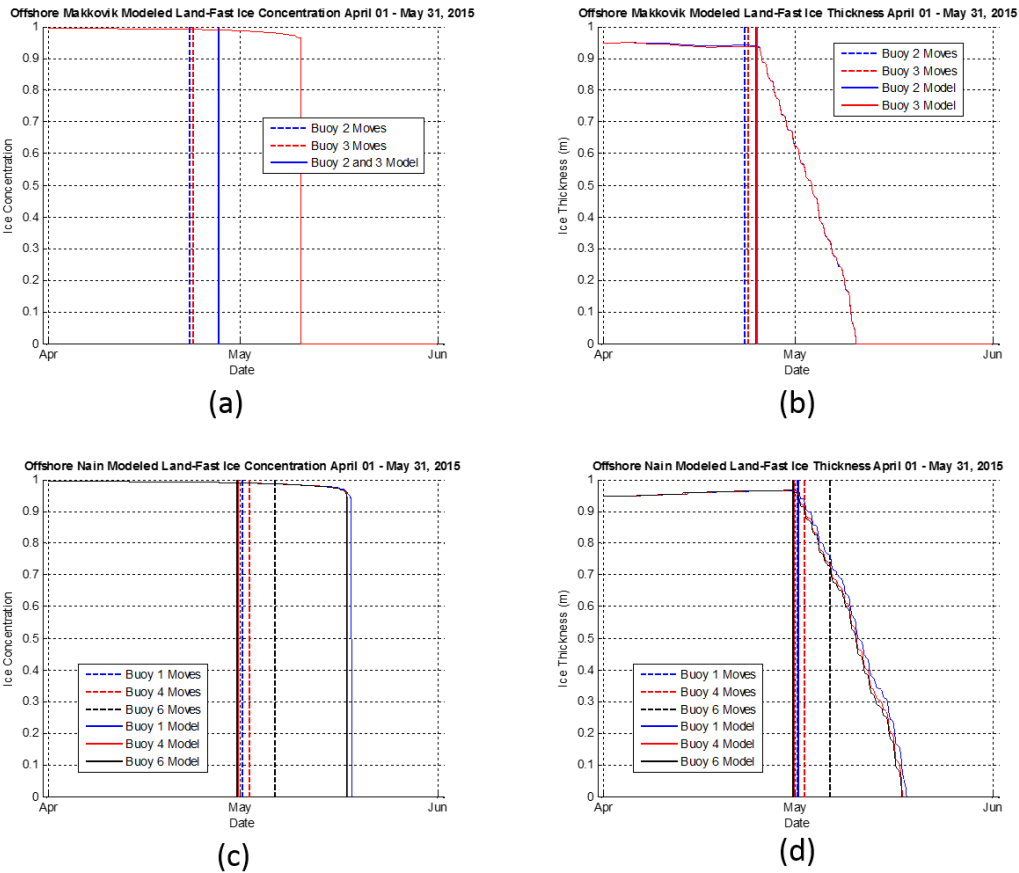 Offshore Makkovik Modeled Land-Fast Ice Concentration April 01 - May 31, 2015
1
0.9
0.8
0.7
0.6
0.5
0.4
0.3
0.2
0.1
0
Ice Concentration
Buoy 2 Moves
Buoy 3 Moves
Buoy 2 and 3 Model
Apr
May
Jun
Date
(a)
Offshore Makkovik Modeled Land-Fast Ice Thickness April 01 - May 31, 2015
1
0.9
0.8
0.7
0.6
0.5
0.4
0.3
0.2
0.1
0
Ice Thickness (m)
Buoy 2 Moves
Buoy 3 Moves
Buoy 2 Model
Buoy 3 Model
Apr
May
Jun
Date
(b)
Offshore Nain Modeled Land-Fast Ice Concentration April 01 - May 31, 2015
1
0.9
0.8
0.7
0.6
0.5
0.4
0.3
0.2
0.1
0
Ice Concentration
Buoy 1 Moves
Buoy 4 Moves
Buoy 6 Moves
Buoy 1 Model
Buoy 4 Model
Buoy 6 Model
Apr
May
Jun
Date
(c)
Offshore Nain Modeled Land-Fast Ice Thickness April 01 - May 31, 2015
1
0.9
0.8
0.7
0.6
0.5
0.4
0.3
0.2
0.1
0
Ice Thickness (m)
Buoy 1 Moves
Buoy 4 Moves
Buoy 6 Moves
Buoy 1 Model
Buoy 4 Model
Buoy 6 Model
Apr
May
Jun
Date
(d)